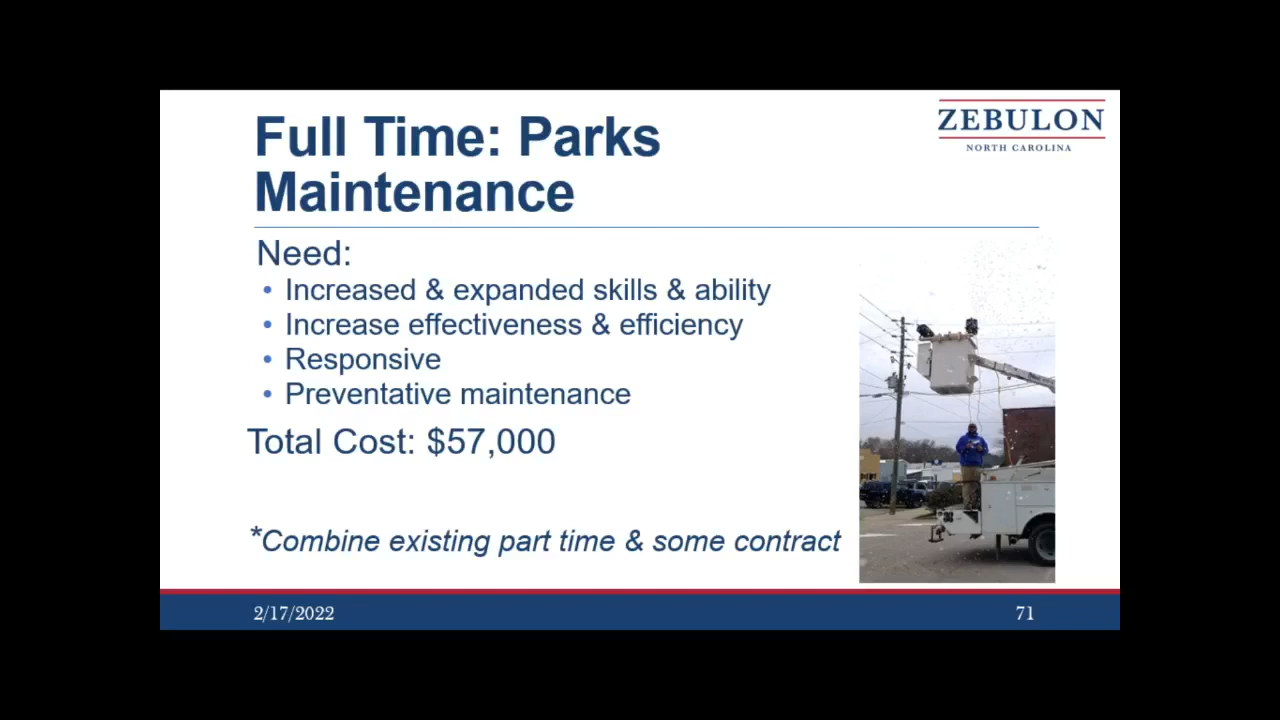 Full Time: Parks
Maintenance
ZEBULON
NORTH CAROLINA
Need:
• Increased & expanded skills & ability
• Increase effectiveness & efficiency
• Responsive
• Preventative maintenance
Total Cost: $57,000
*Combine existing part time & some contract
2/17/2022
71